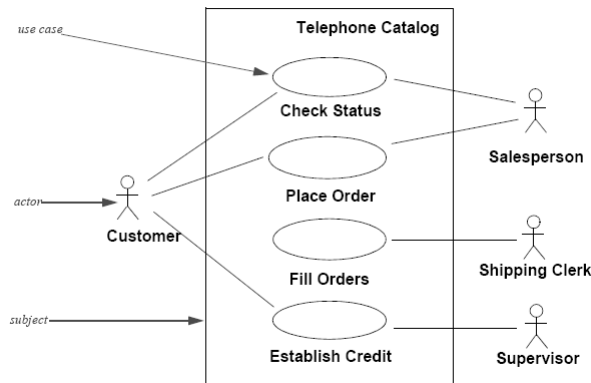 use case
Telephone Catalog
Check Status
Salesperson
Place Order
actor
Customer
Fill Orders
Shipping Clerk
subject
Establish Credit
Supervisor